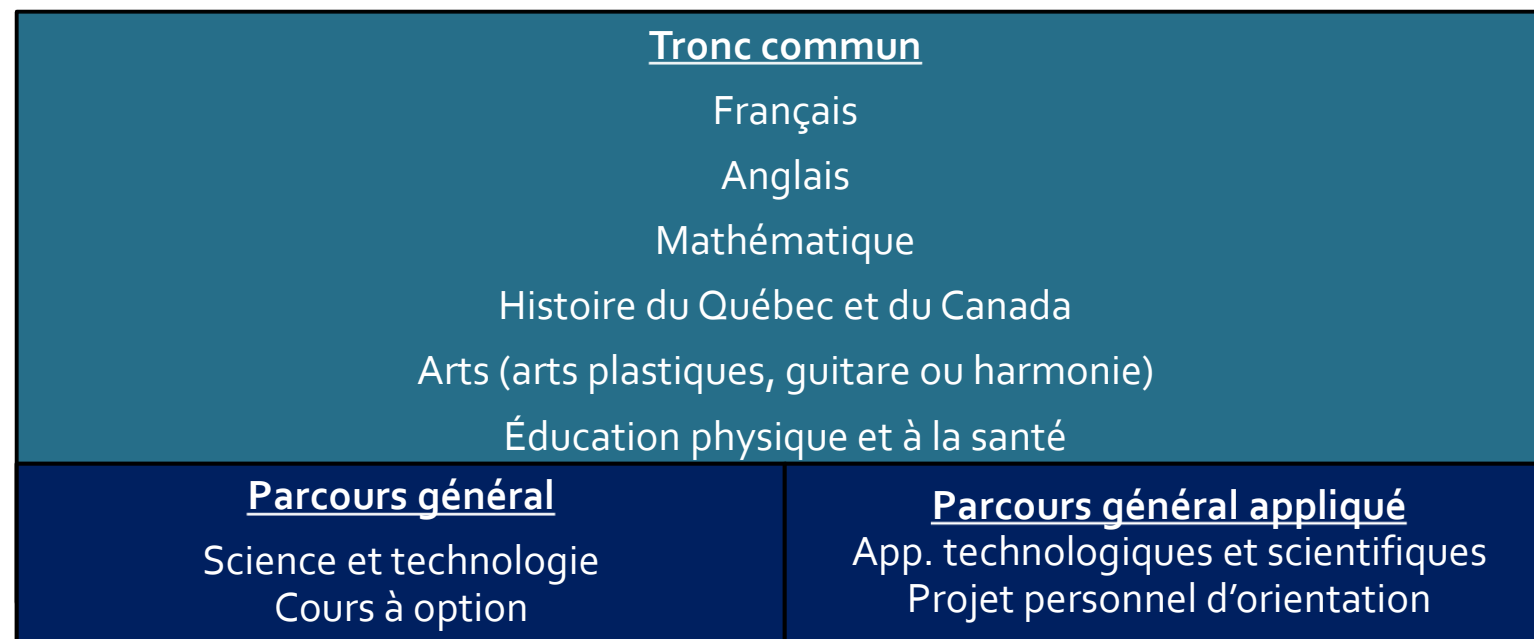 Tronc commun
Français
Anglais
Mathématique
Histoire du Québec et du Canada
Arts (arts plastiques, guitare ou harmonie)
Éducation physique et à la santé
Parcours général
Science et technologie
Cours à option
Parcours général appliqué
App. technologiques et scientifiques
Projet personnel d’orientation